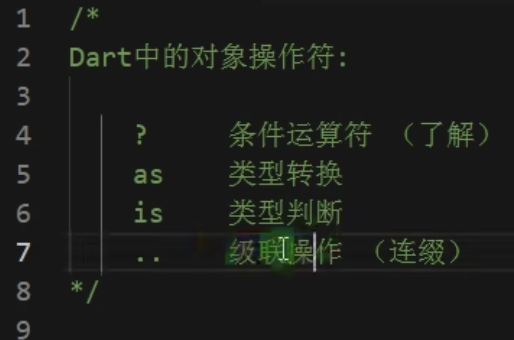 1 /*
2 Dart中的对象操作符:
3
4 ? 条件运算符 （了解）
5 as 类型转换
6 is 类型判断
7 .. 级联操作 （连缀）
8 */
9